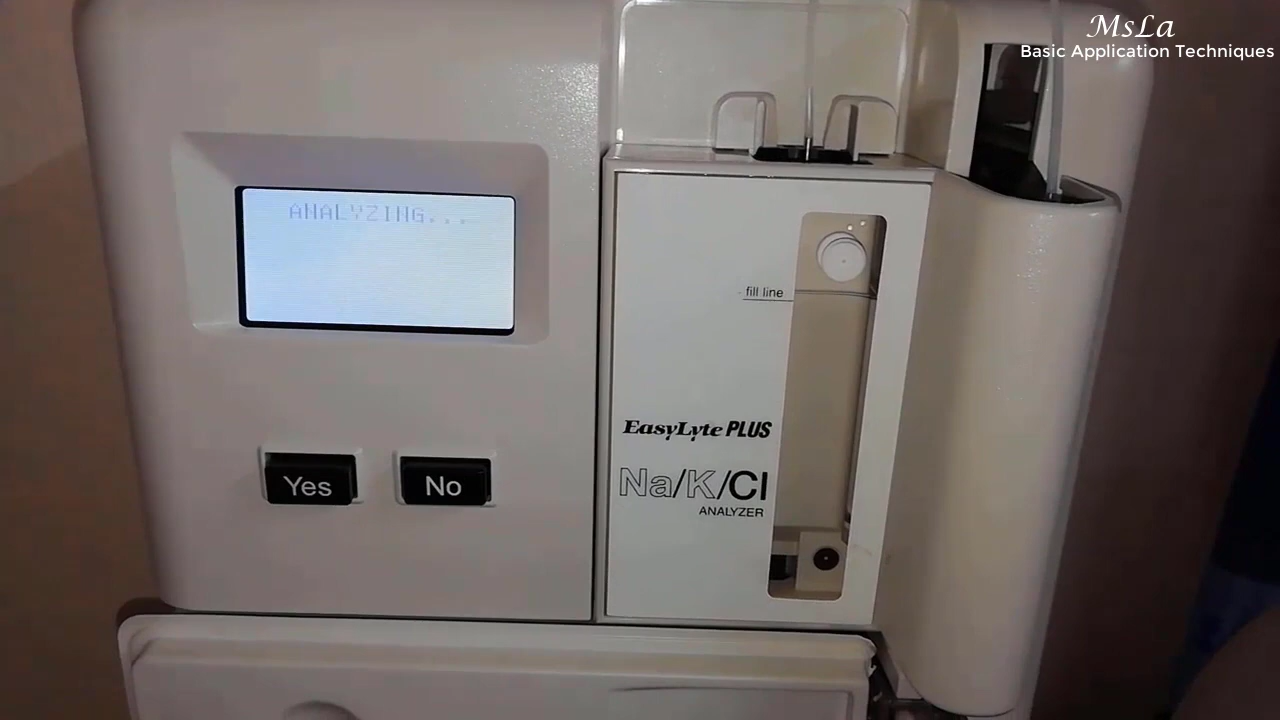 MsLa
Basic Application Techniques
ANALYZING...
fill line
EasyLyte PLUS
Na/K/Cl
ANALYZER
Yes
No